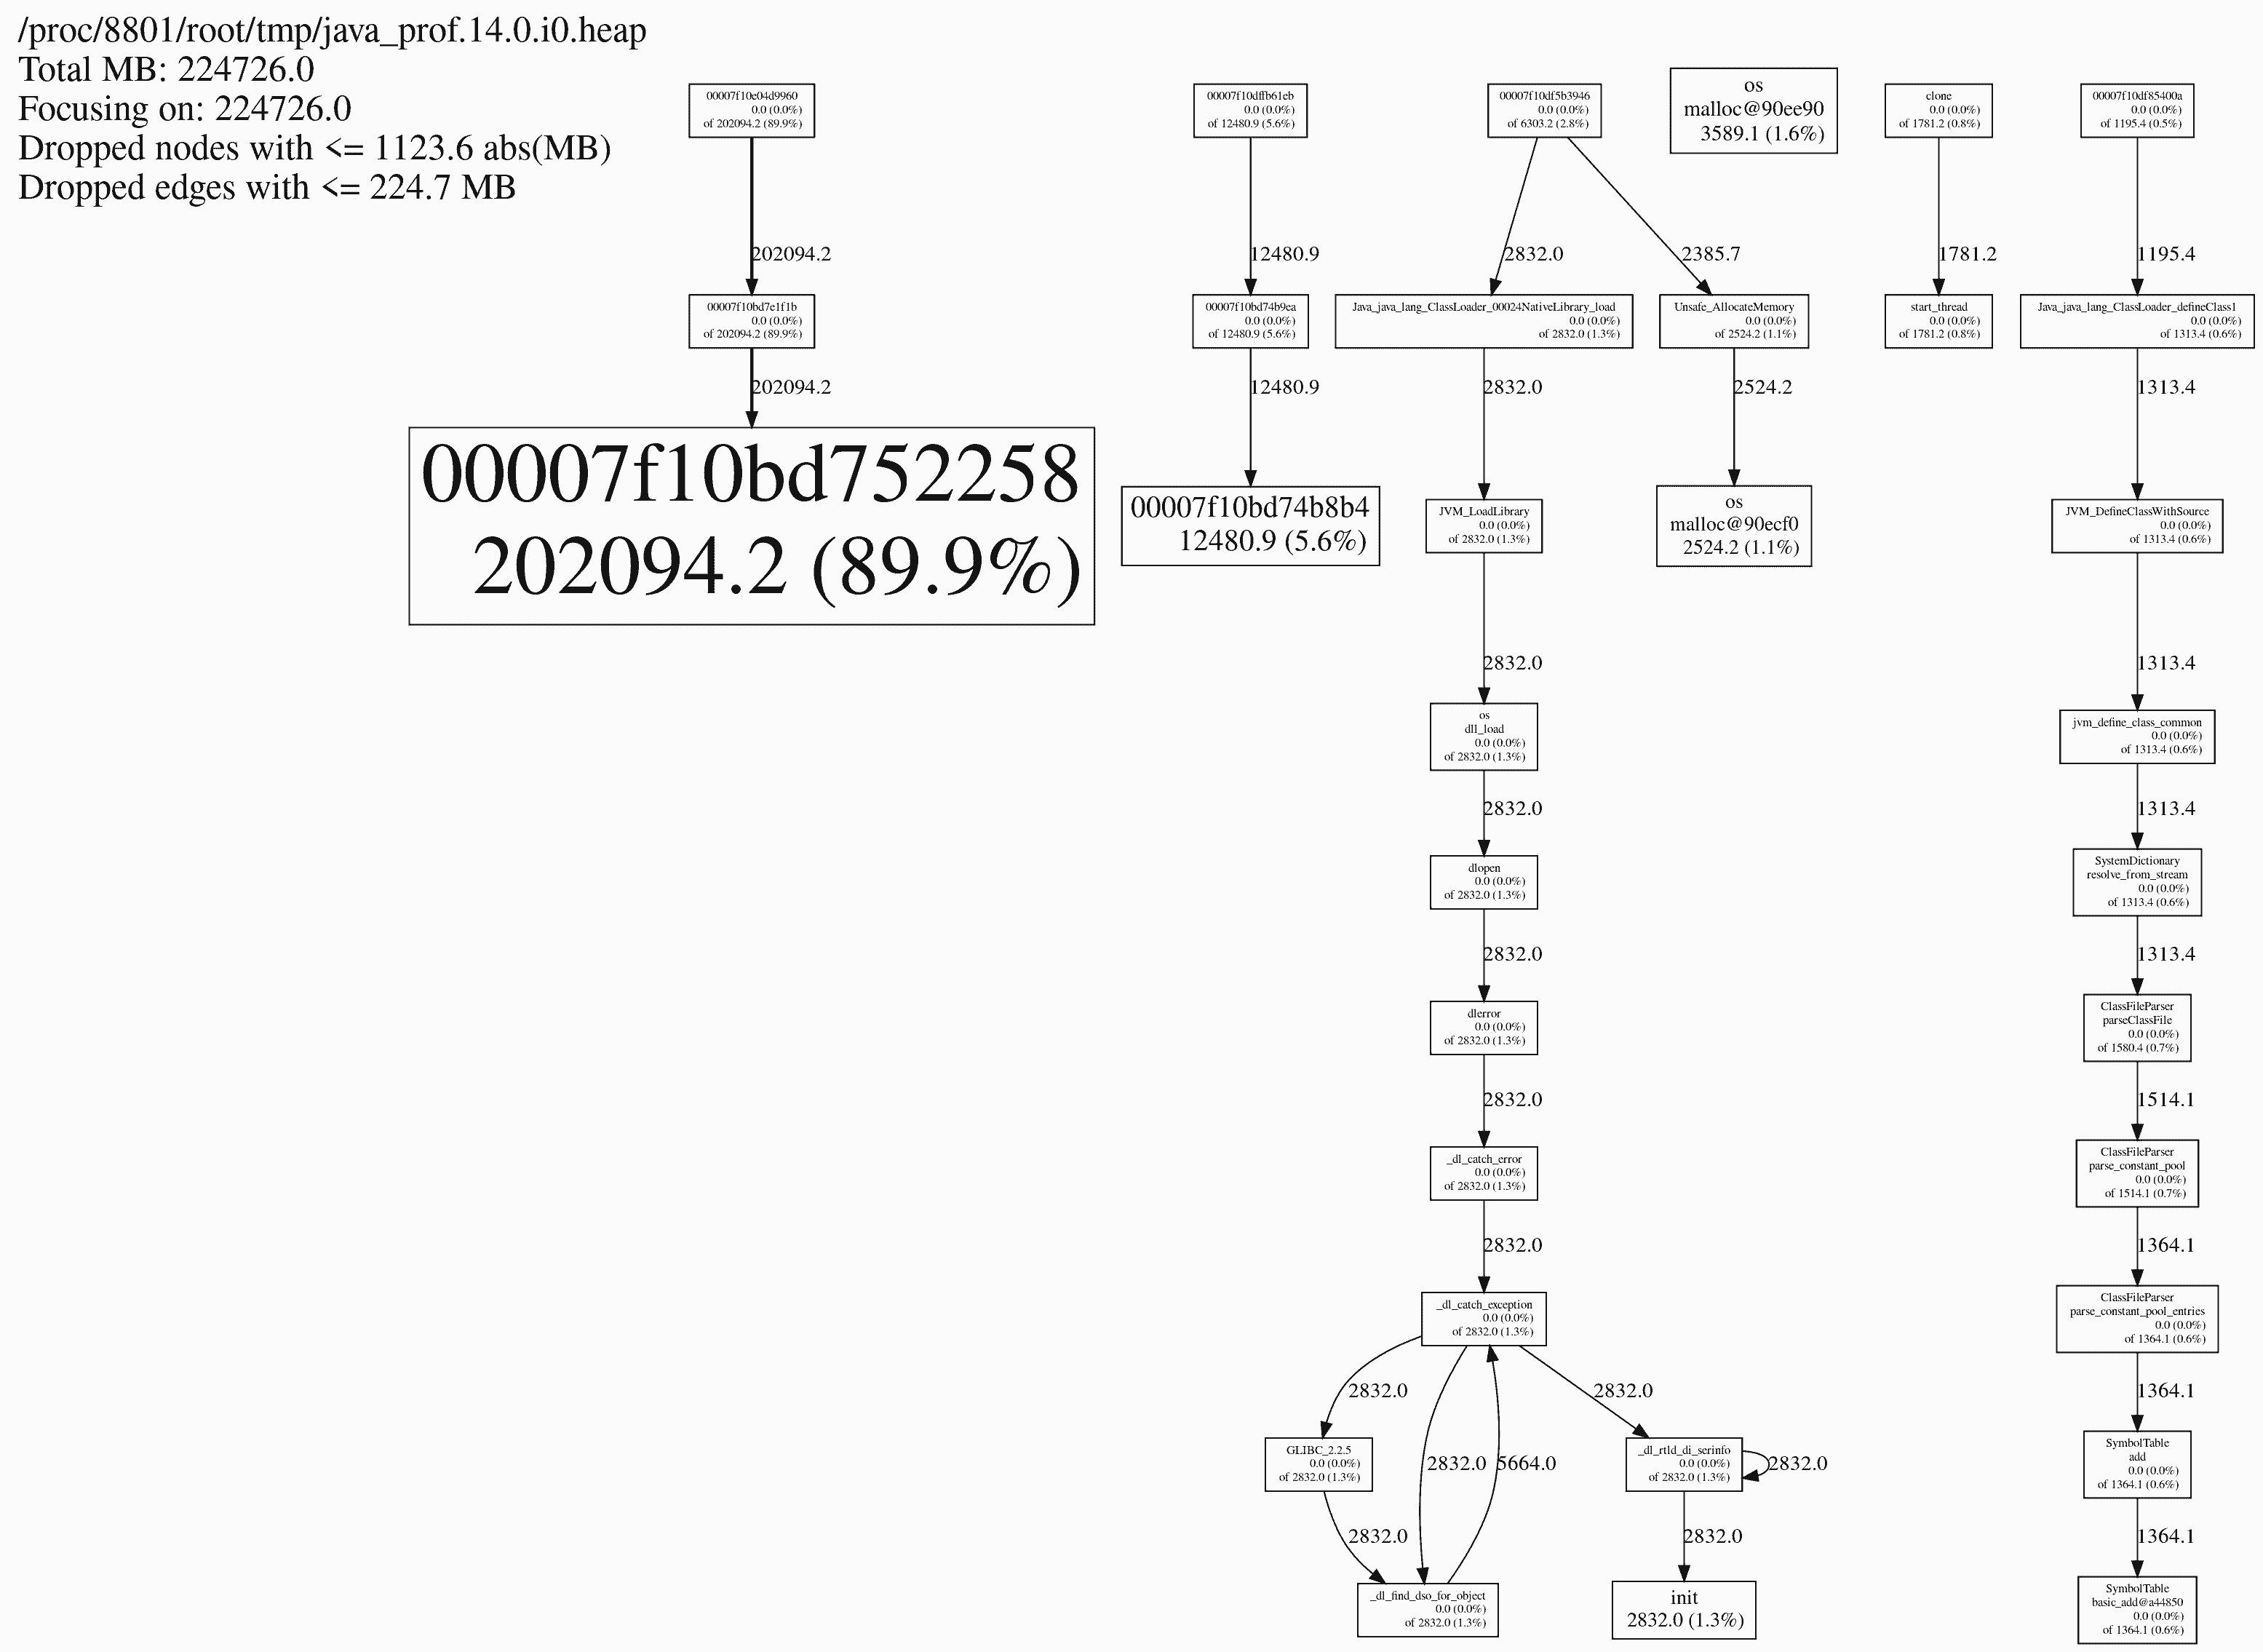 /proc/8801/root/tmp/java_prof.14.0.i0.heap
Total MB: 224726.0
Focusing on: 224726.0
Dropped nodes with <= 1123.6 abs(MB)
Dropped edges with <= 224.7 MB
00007f10e04d9960
0.0 (0.0%)
of 202094.2 (89.9%)
202094.2
00007f10bd7e1f1b
0.0 (0.0%)
of 202094.2 (89.9%)
202094.2
00007f10bd752258
202094.2 (89.9%)
00007f10dffb61eb
0.0 (0.0%)
of 12480.9 (5.6%)
12480.9
00007f10bd74b9ea
0.0 (0.0%)
of 12480.9 (5.6%)
12480.9
00007f10bd74b8b4
12480.9 (5.6%)
00007f10df5b3946
0.0 (0.0%)
of 6303.2 (2.8%)
2832.0
2385.7
Java_java_lang_ClassLoader_00024NativeLibrary_load
0.0 (0.0%)
of 2832.0 (1.3%)
2832.0
JVM_LoadLibrary
0.0 (0.0%)
of 2832.0 (1.3%)
2832.0
os
dll_load
0.0 (0.0%)
of 2832.0 (1.3%)
2832.0
dlopen
0.0 (0.0%)
of 2832.0 (1.3%)
2832.0
dlerror
0.0 (0.0%)
of 2832.0 (1.3%)
2832.0
_dl_catch_error
0.0 (0.0%)
of 2832.0 (1.3%)
2832.0
_dl_catch_exception
0.0 (0.0%)
of 2832.0 (1.3%)
2832.0
2832.0
GLIBC_2.2.5
0.0 (0.0%)
of 2832.0 (1.3%)
2832.0
5664.0
_dl_rtld_di_serinfo
0.0 (0.0%)
of 2832.0 (1.3%)
2832.0
2832.0
2832.0
_dl_find_dso_for_object
0.0 (0.0%)
of 2832.0 (1.3%)
init
2832.0 (1.3%)
Unsafe_AllocateMemory
0.0 (0.0%)
of 2524.2 (1.1%)
2524.2
os
malloc@90ecf0
2524.2 (1.1%)
os
malloc@90ee90
3589.1 (1.6%)
clone
0.0 (0.0%)
of 1781.2 (0.8%)
1781.2
start_thread
0.0 (0.0%)
of 1781.2 (0.8%)
00007f10df85400a
0.0 (0.0%)
of 1195.4 (0.5%)
1195.4
Java_java_lang_ClassLoader_defineClass1
0.0 (0.0%)
of 1313.4 (0.6%)
1313.4
JVM_DefineClassWithSource
0.0 (0.0%)
of 1313.4 (0.6%)
1313.4
jvm_define_class_common
0.0 (0.0%)
of 1313.4 (0.6%)
1313.4
SystemDictionary
resolve_from_stream
0.0 (0.0%)
of 1313.4 (0.6%)
1313.4
ClassFileParser
parseClassFile
0.0 (0.0%)
of 1580.4 (0.7%)
1514.1
ClassFileParser
parse_constant_pool
0.0 (0.0%)
of 1514.1 (0.7%)
1364.1
ClassFileParser
parse_constant_pool_entries
0.0 (0.0%)
of 1364.1 (0.6%)
1364.1
SymbolTable
add
0.0 (0.0%)
of 1364.1 (0.6%)
1364.1
SymbolTable
basic_add@a44850
0.0 (0.0%)
of 1364.1 (0.6%)